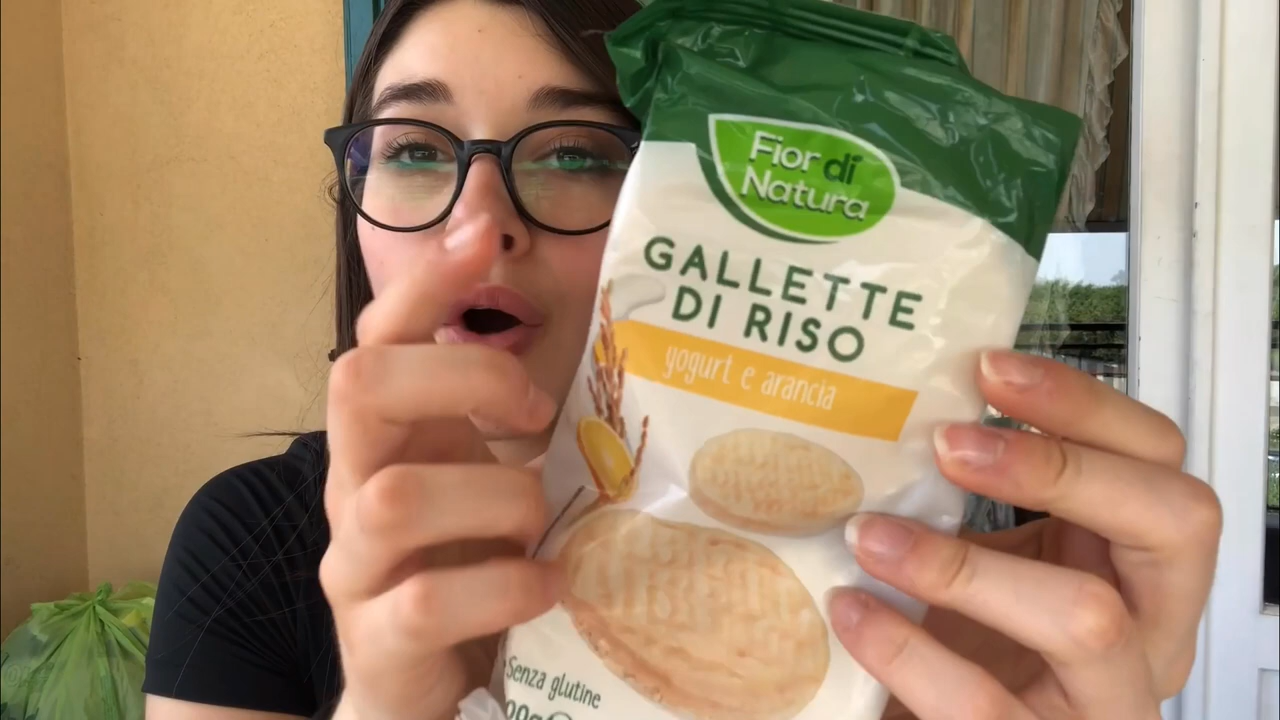 Fior di
Natura
GALLETTE
DI RISO
yogurt e arancia
Senza glutine